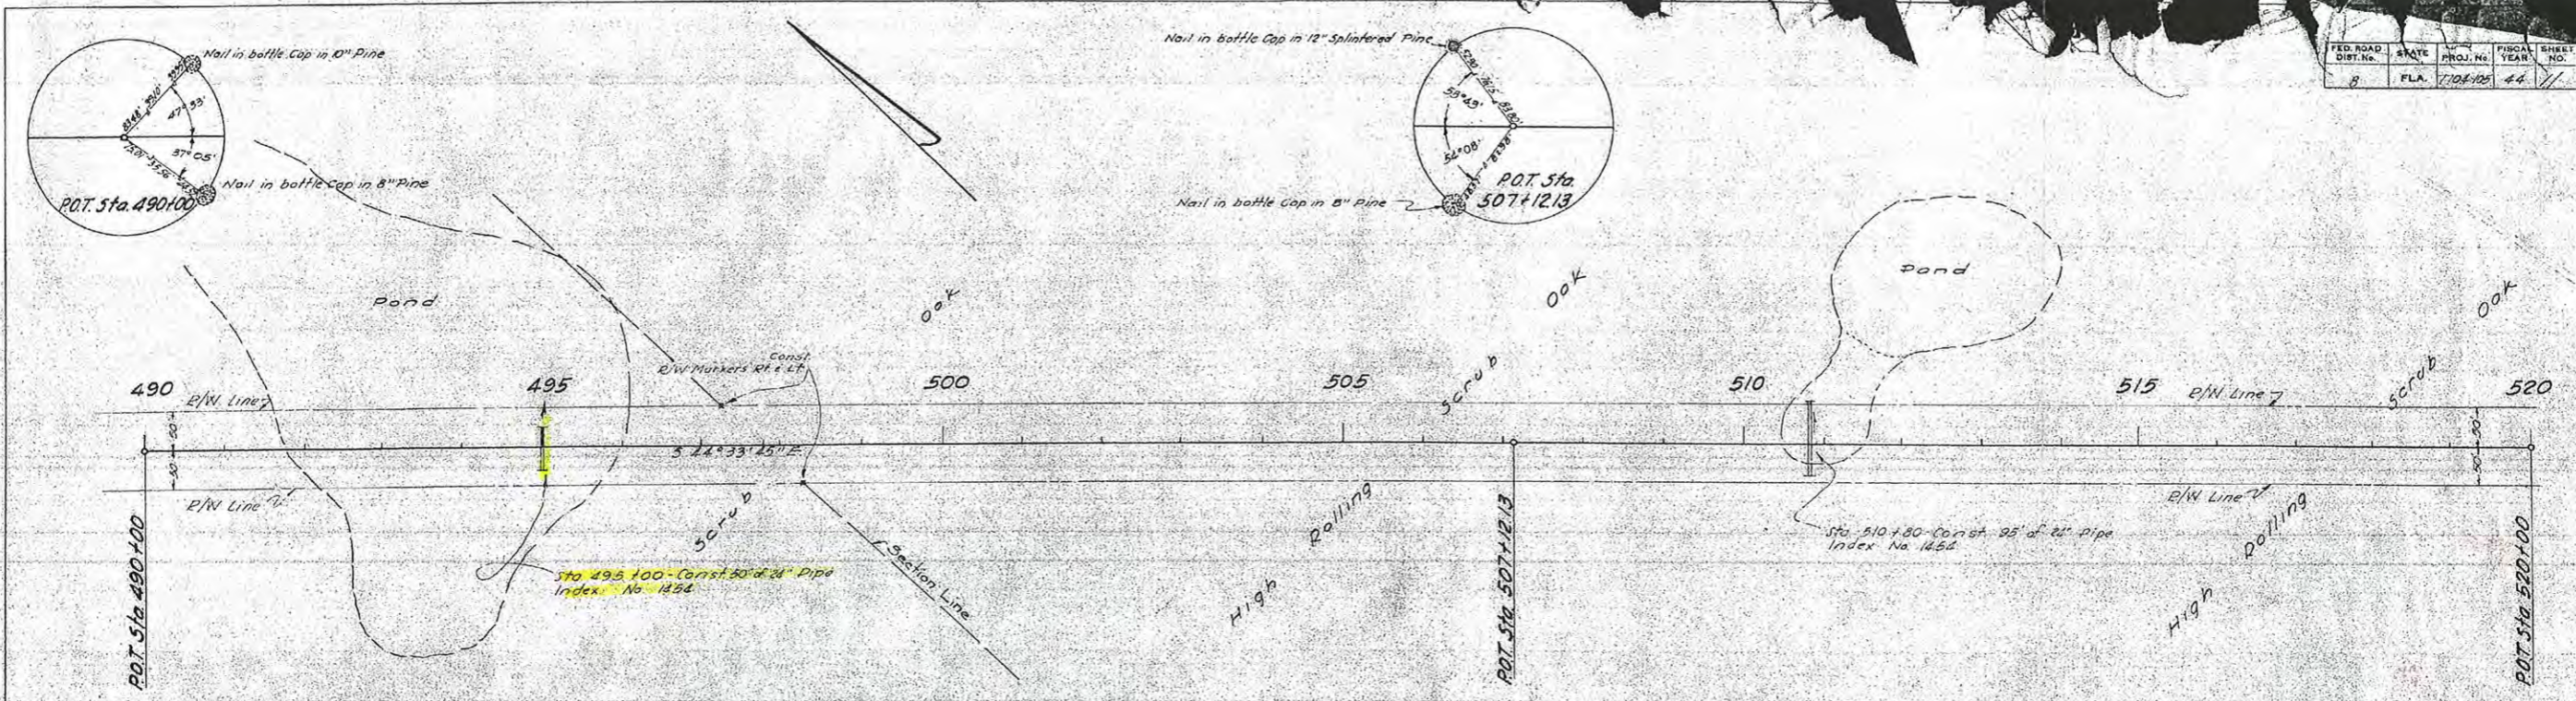 Nail in bottle Cap in 10" Pine
47°33'
37°05'
Nail in bottle Cap in 8" Pine
P.O.T. Sta. 490+00
Nail in bottle Cap in 12" Splintered Pine
54°08'
P.O.T. Sta.
507+12.13
Nail in bottle Cap in 8" Pine
FED. ROAD DIST. No. STATE PROJ. No. FISCAL YEAR SHEET NO.
8 FLA. 44 11
Pond
Oak
Oak
Pond
Oak
Const.
R/W Markers Rt. & Lt.
490 495 500 505 510 515 520
R/W Line
Scrub
R/W Line
Scrub
50'
50'
S 44°33'45" E
50'
50'
R/W Line
Scrub
Rolling
R/W Line
Rolling
Sta. 495+00 - Const. 50' of 24" Pipe
Index No. 1454
Section Line
High
Sta. 510+80 - Const. 95' of 24" Pipe
Index No. 1454
High
P.O.T. Sta. 490+00
P.O.T. Sta. 507+12.13
P.O.T. Sta. 520+00